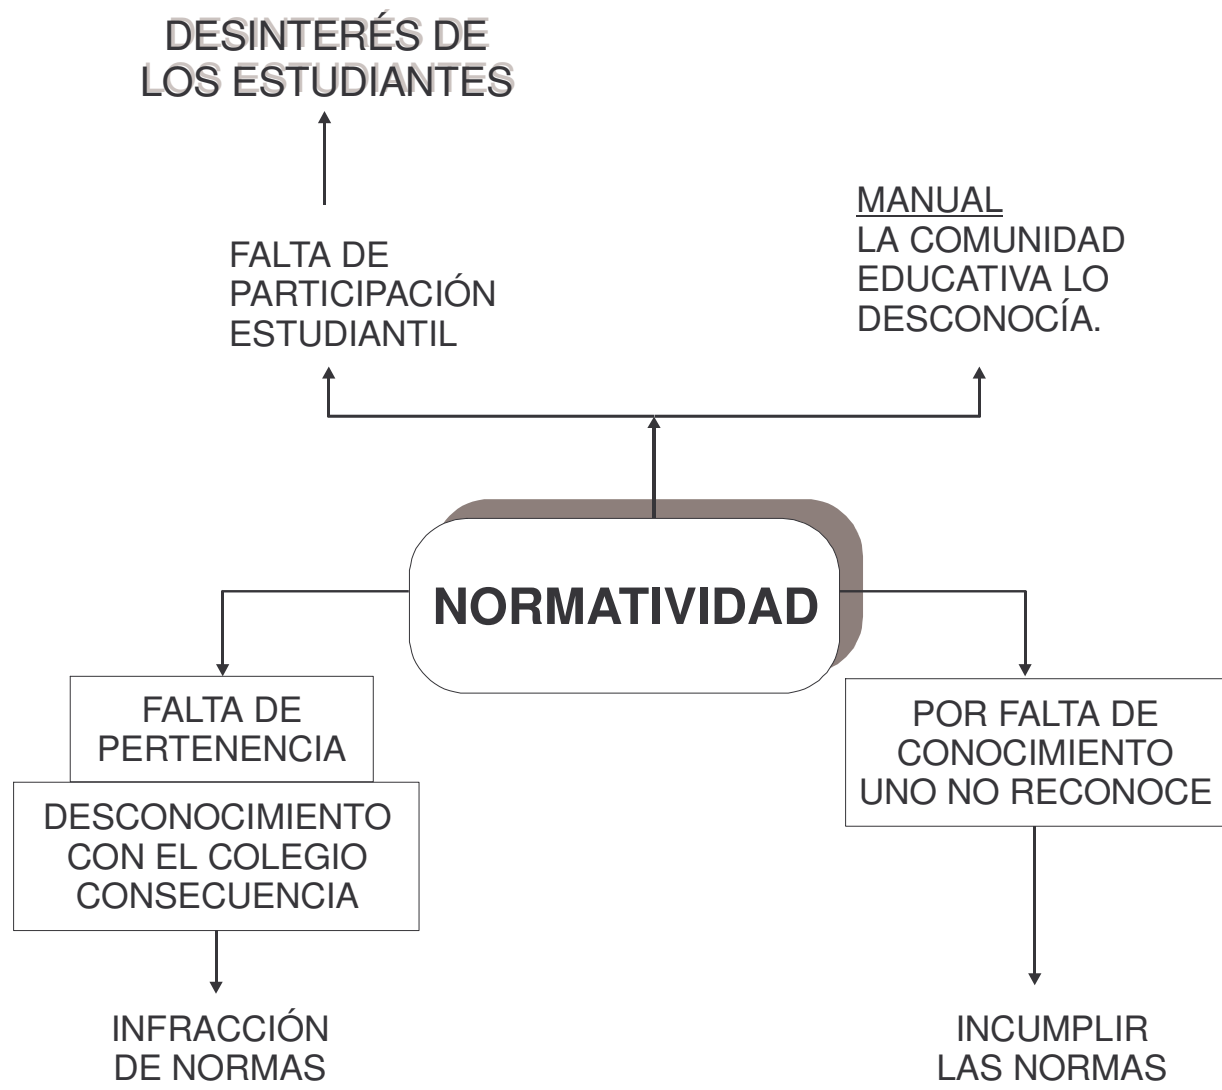 DESINTERÉS DE
LOS ESTUDIANTES
FALTA DE
PARTICIPACIÓN
ESTUDIANTIL
MANUAL
LA COMUNIDAD
EDUCATIVA LO
DESCONOCÍA.
NORMATIVIDAD
FALTA DE
PERTENENCIA
DESCONOCIMIENTO
CON EL COLEGIO
CONSECUENCIA
POR FALTA DE
CONOCIMIENTO
UNO NO RECONOCE
INFRACCIÓN
DE NORMAS
INCUMPLIR
LAS NORMAS